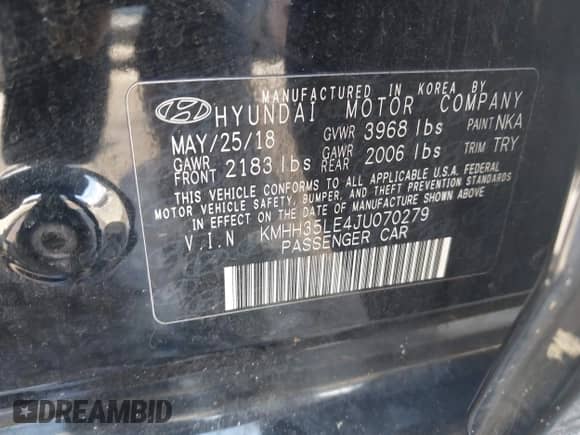 MANUFACTURED IN KOREA BY
HYUNDAI MOTOR COMPANY
MAY/25/18 GVWR 3968 lbs PAINT NKA
GAWR FRONT 2183 lbs GAWR REAR 2006 lbs TRIM TRY
THIS VEHICLE CONFORMS TO ALL APPLICABLE U.S.A. FEDERAL
MOTOR VEHICLE SAFETY, BUMPER, AND THEFT PREVENTION STANDARDS
IN EFFECT ON THE DATE OF MANUFACTURE SHOWN ABOVE
V.I.N KMHH35LE4JU070279
PASSENGER CAR
DREAMBID